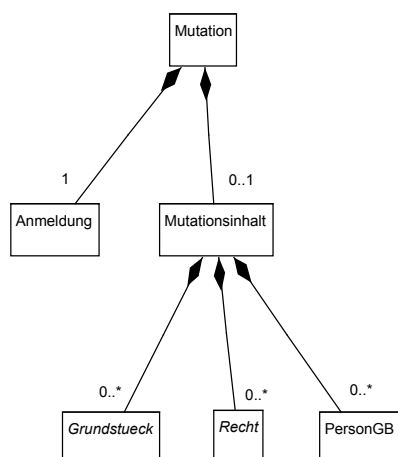 Mutation
1
0..1
Anmeldung
Mutationsinhalt
0..*
0..*
0..*
Grundstueck
Recht
PersonGB